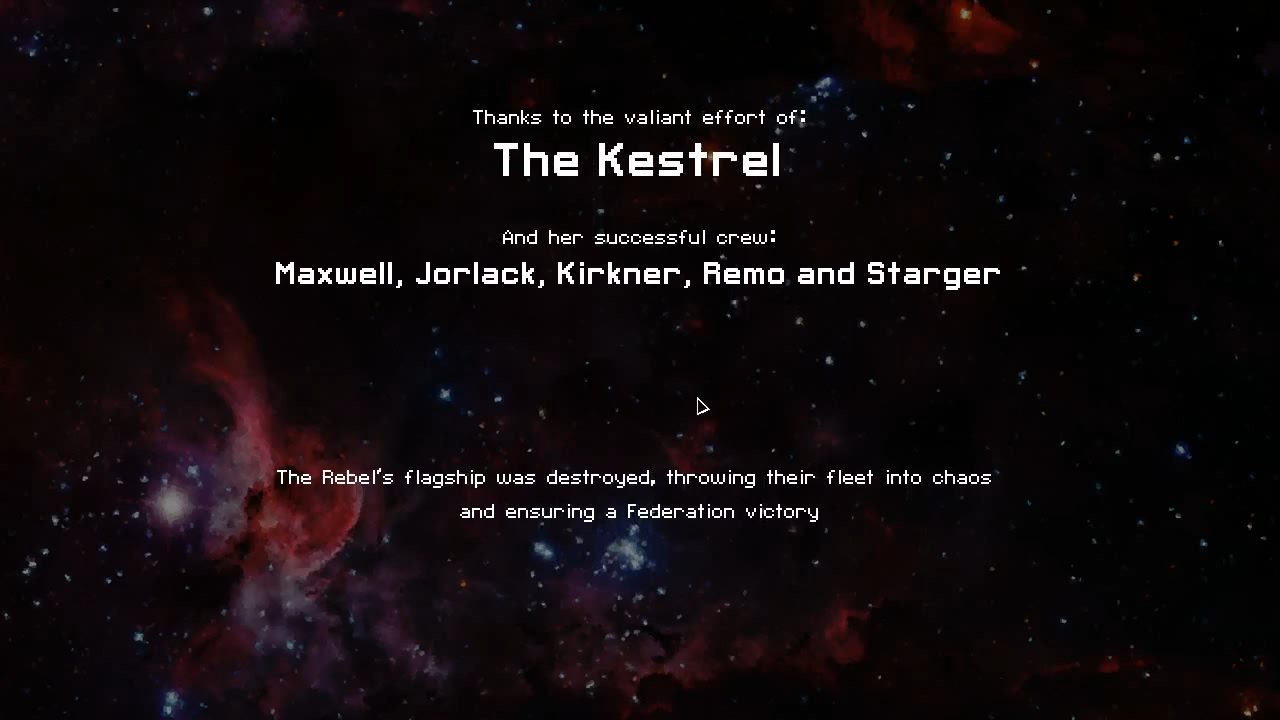 Thanks to the valiant effort of:
The Kestrel
And her successful crew:
Maxwell, Jorlack, Kirkner, Remo and Starger
The Rebel's flagship was destroyed, throwing their fleet into chaos
and ensuring a Federation victory